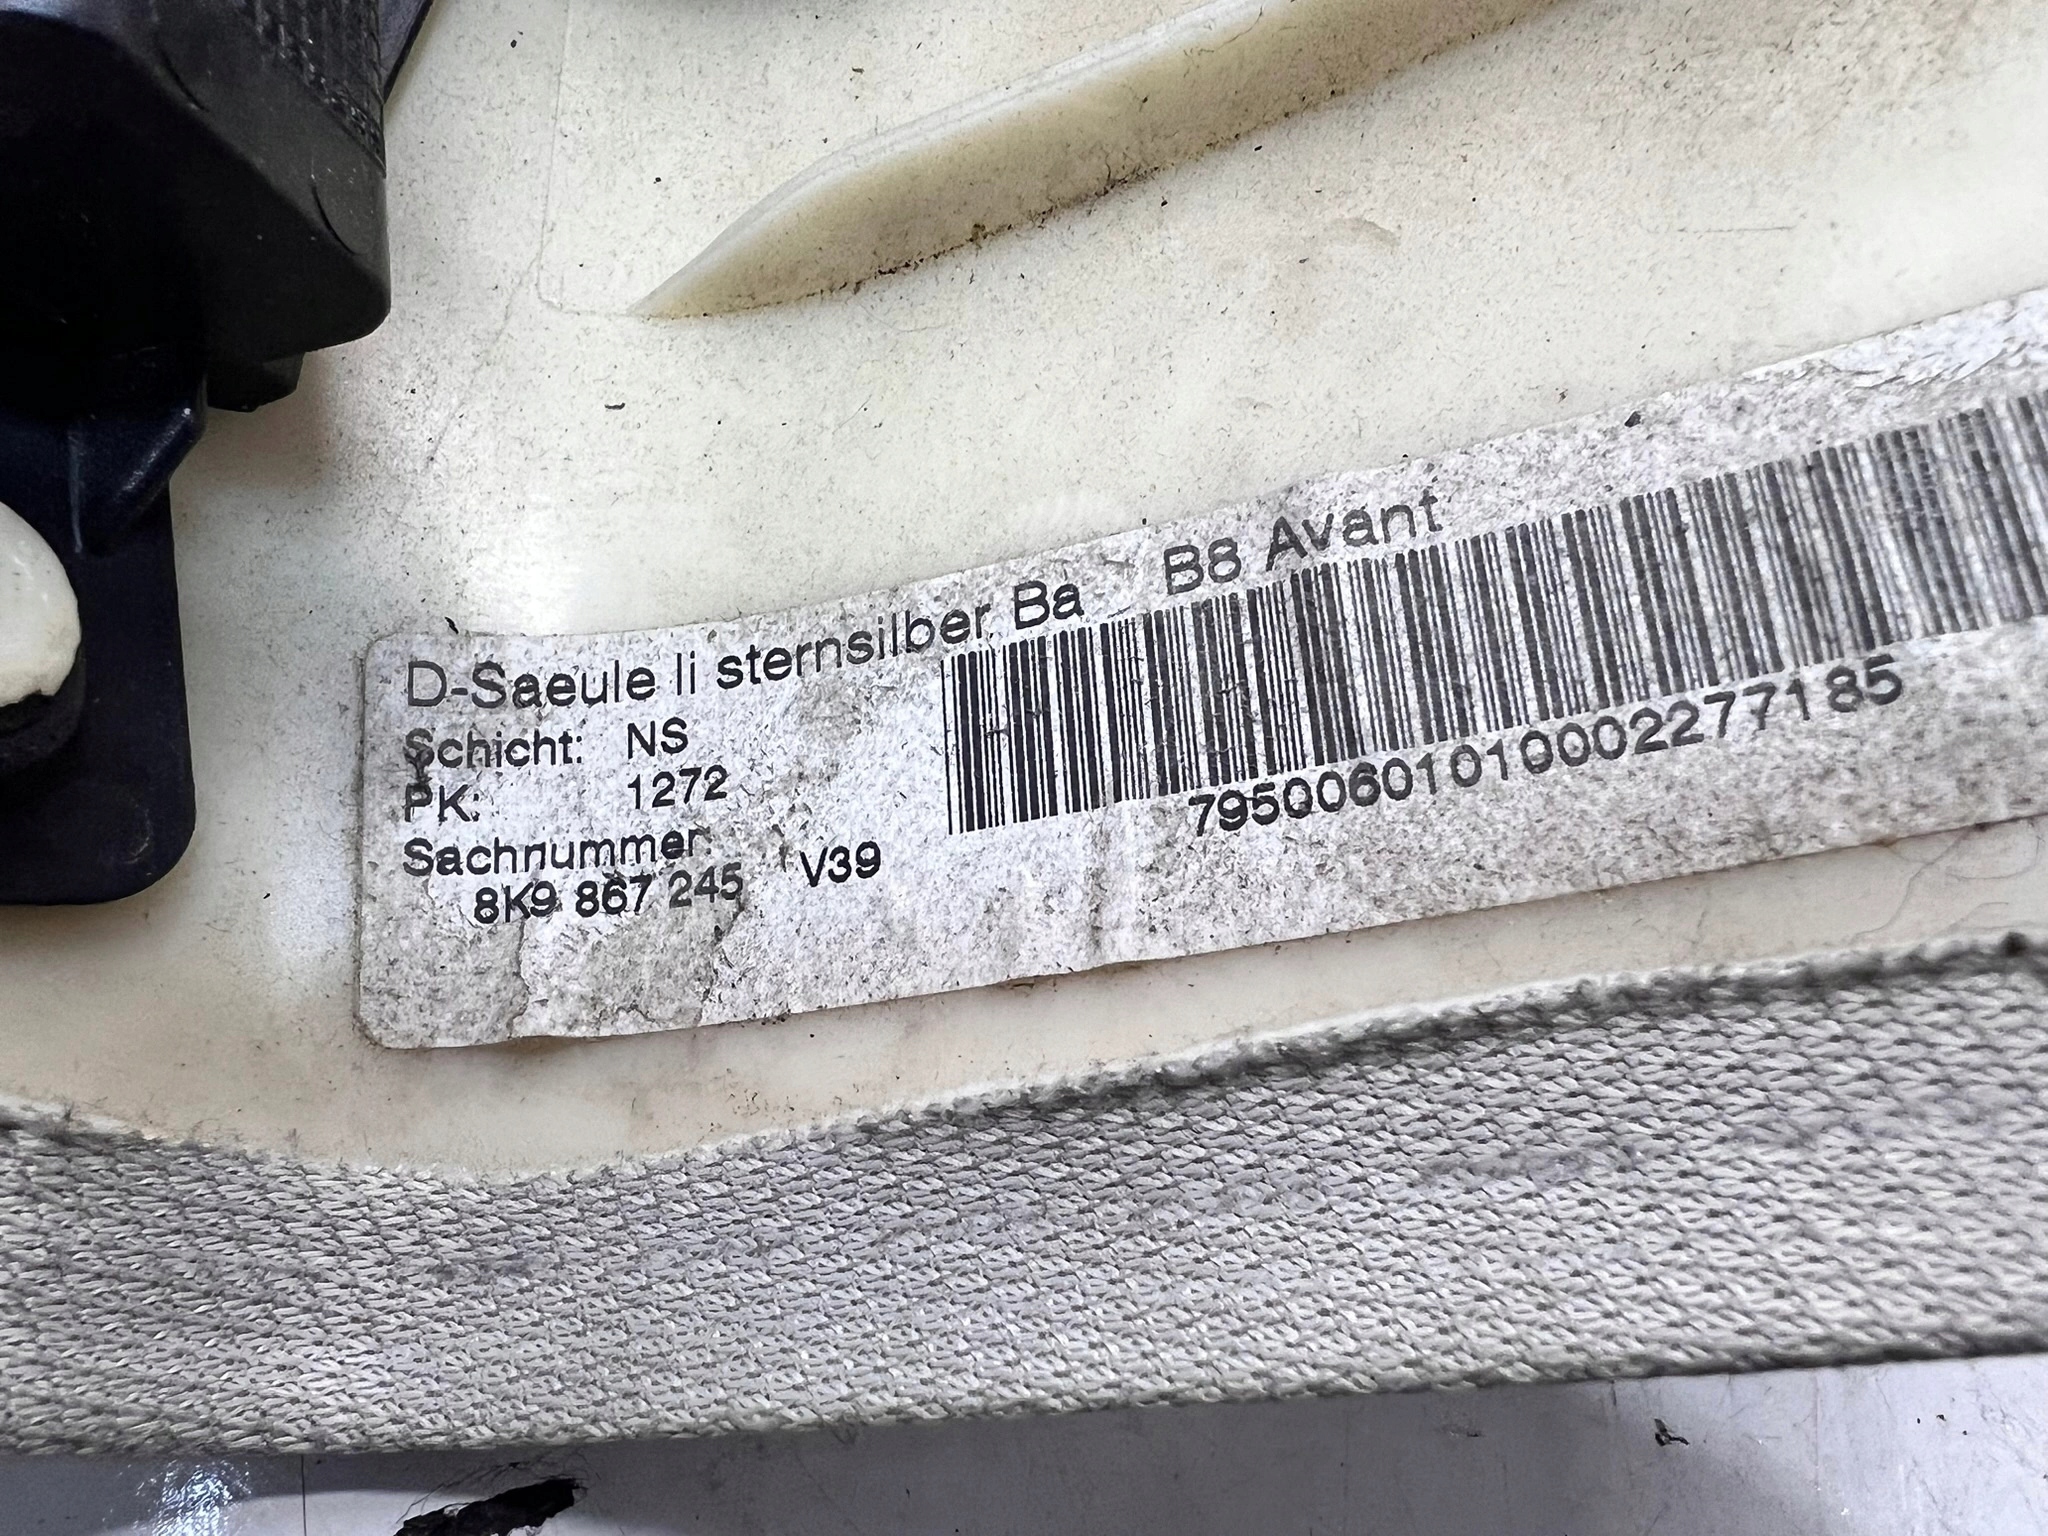 D-Saeule li sternsilber Ba B8 Avant
Schicht: NS
PK: 1272
Sachnummer:
8K9 867 245 V39
79500601010002277185